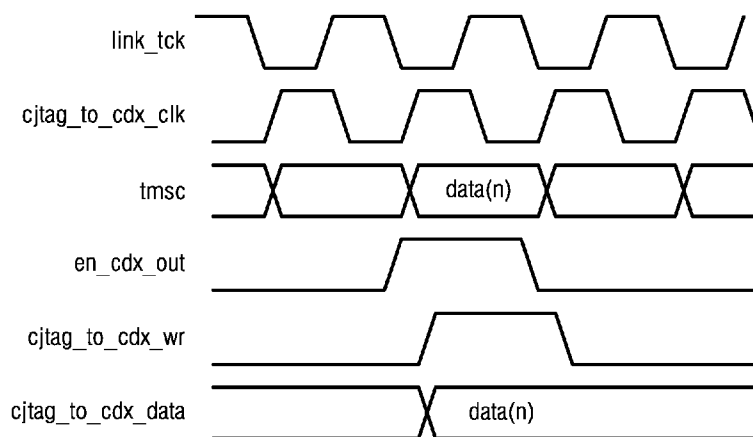 link_tck
cjtag_to_cdx_clk
tmsc
data(n)
en_cdx_out
cjtag_to_cdx_wr
cjtag_to_cdx_data
data(n)